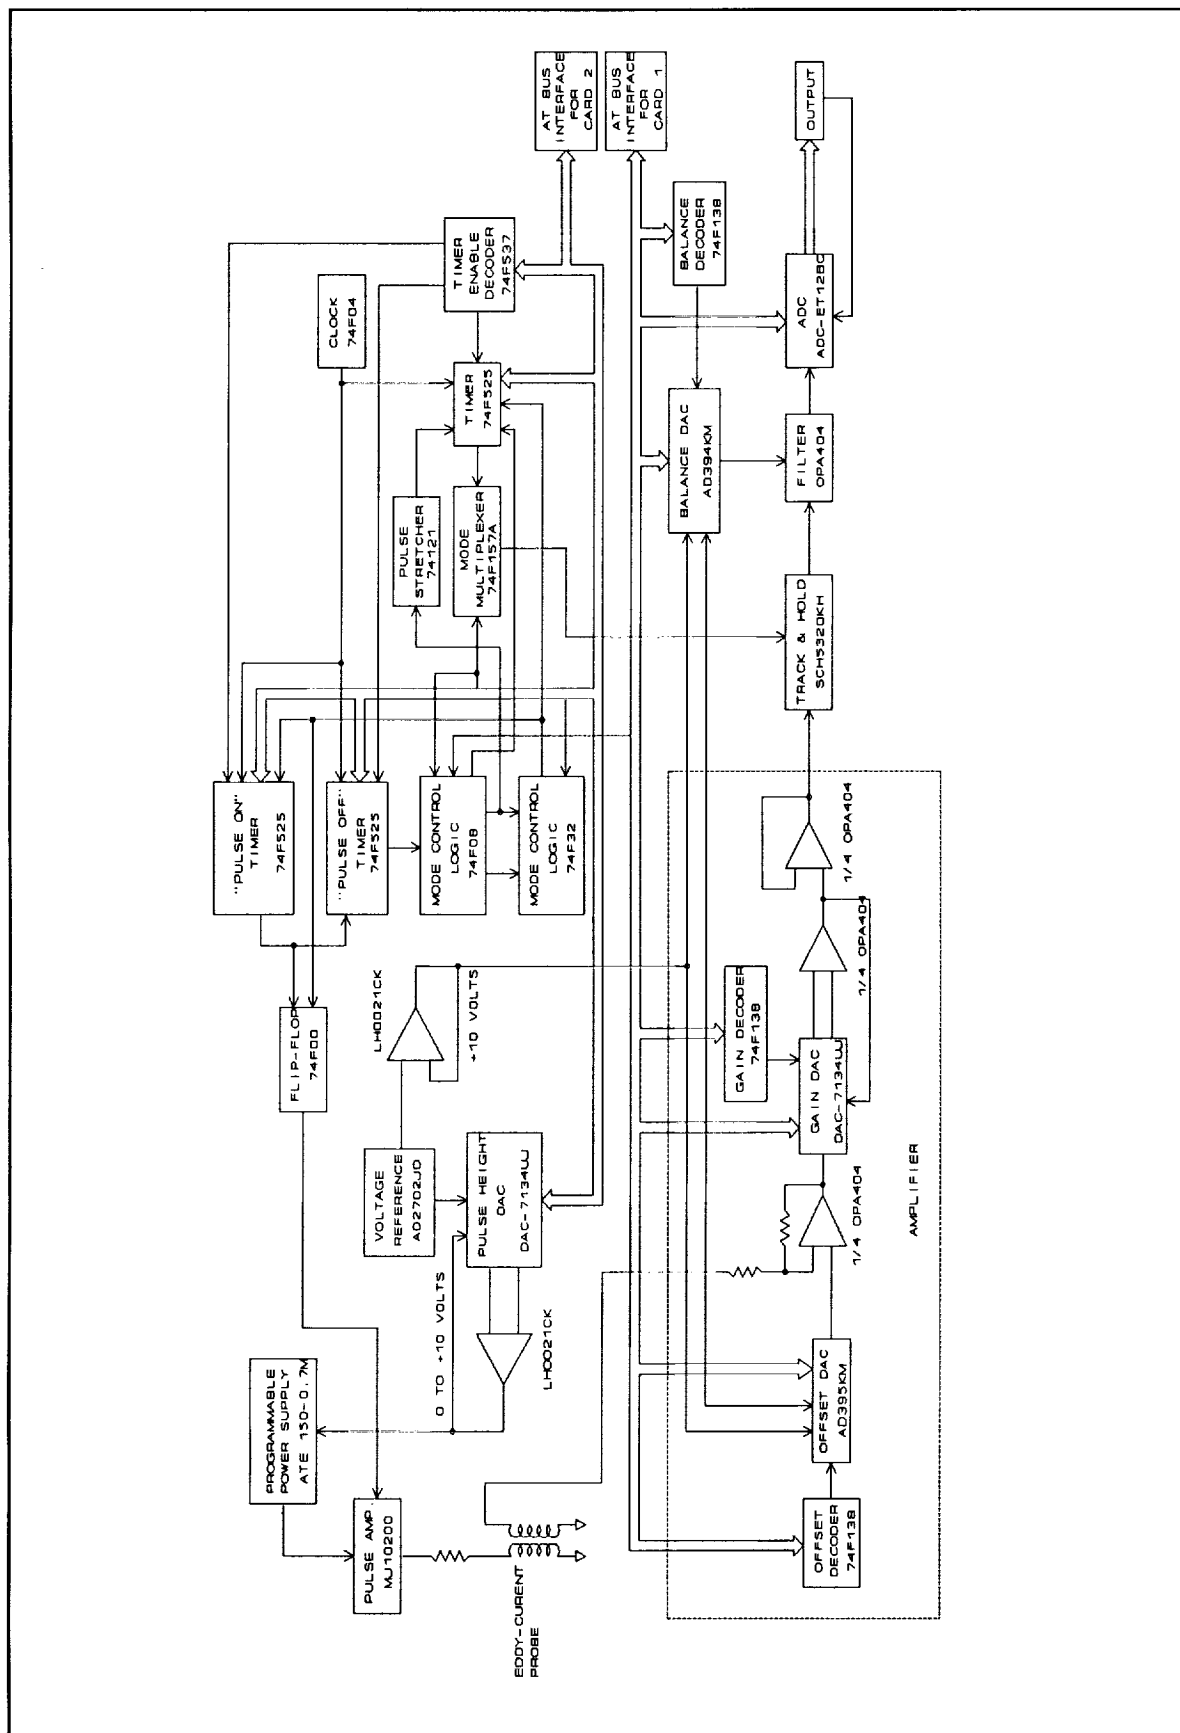 PROGRAMMABLE
POWER SUPPLY
ATE 150-0.7M
PULSE AMP.
MJ10200
EDDY-CURENT
PROBE
FLIP-FLOP
74F00
"PULSE ON"
TIMER
74F525
"PULSE OFF"
TIMER
74F525
CLOCK
74F04
TIMER
ENABLE
DECODER
74F537
AT BUS
INTERFACE
FOR
CARD 2
VOLTAGE
REFERENCE
AD2702JD
LH0021CK
+10 VOLTS
0 TO +10 VOLTS
PULSE HEIGHT
DAC
DAC-7134UJ
LH0021CK
MODE CONTROL
LOGIC
74F08
MODE CONTROL
LOGIC
74F32
PULSE
STRETCHER
74121
MODE
MULTIPLEXER
74F157A
TIMER
74F525
AT BUS
INTERFACE
FOR
CARD 1
BALANCE
DECODER
74F138
BALANCE DAC
AD394KM
GAIN DECODER
74F138
OFFSET
DECODER
74F138
OFFSET DAC
AD395KM
1/4 OPA404
GAIN DAC
DAC-7134UJ
1/4 OPA404
1/4 OPA404
TRACK & HOLD
SCH5320KH
FILTER
OPA404
ADC
ADC-ET12BC
OUTPUT
AMPLIFIER